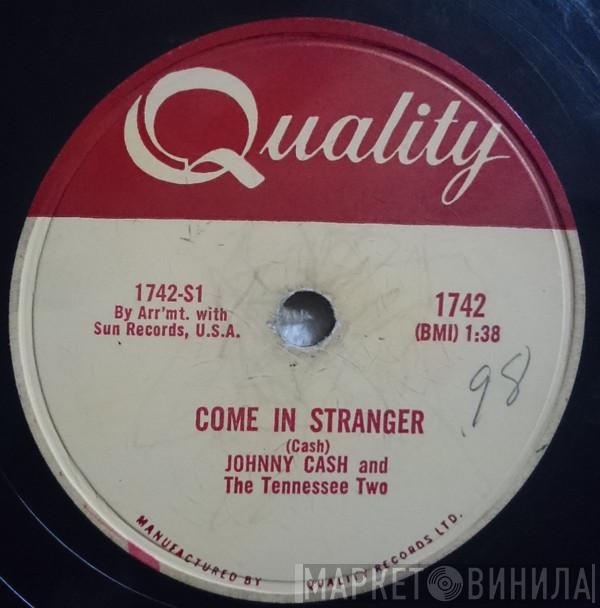 Quality
1742-S1
By Arr'mt. with
Sun Records, U.S.A.
1742
(BMI) 1:38
.98
COME IN STRANGER
(Cash)
JOHNNY CASH and
The Tennessee Two
MANUFACTURED BY QUALITY RECORDS LTD.
МАРКЕТ ВИНИЛА